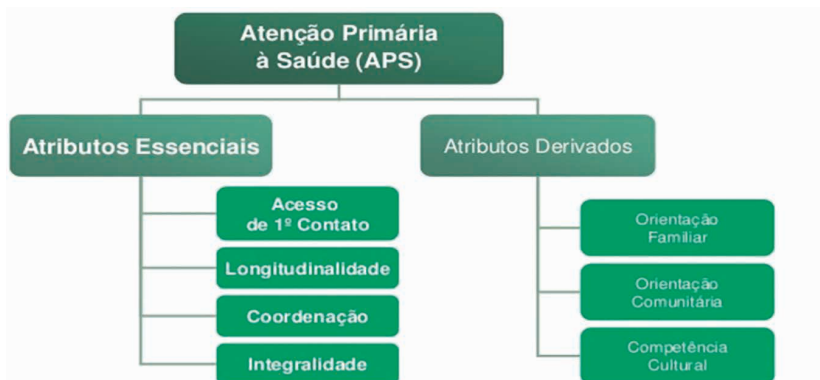 Atenção Primária
à Saúde (APS)
Atributos Essenciais
Atributos Derivados
Acesso
de 1º Contato
Longitudinalidade
Coordenação
Integralidade
Orientação
Familiar
Orientação
Comunitária
Competência
Cultural